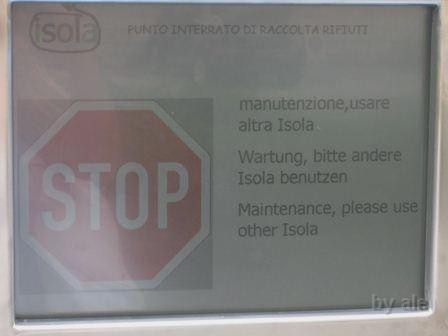 isola
PUNTO INTERRATO DI RACCOLTA RIFIUTI
STOP
manutenzione,usare
altra Isola
Wartung, bitte andere
Isola benutzen
Maintenance, please use
other Isola
by ale